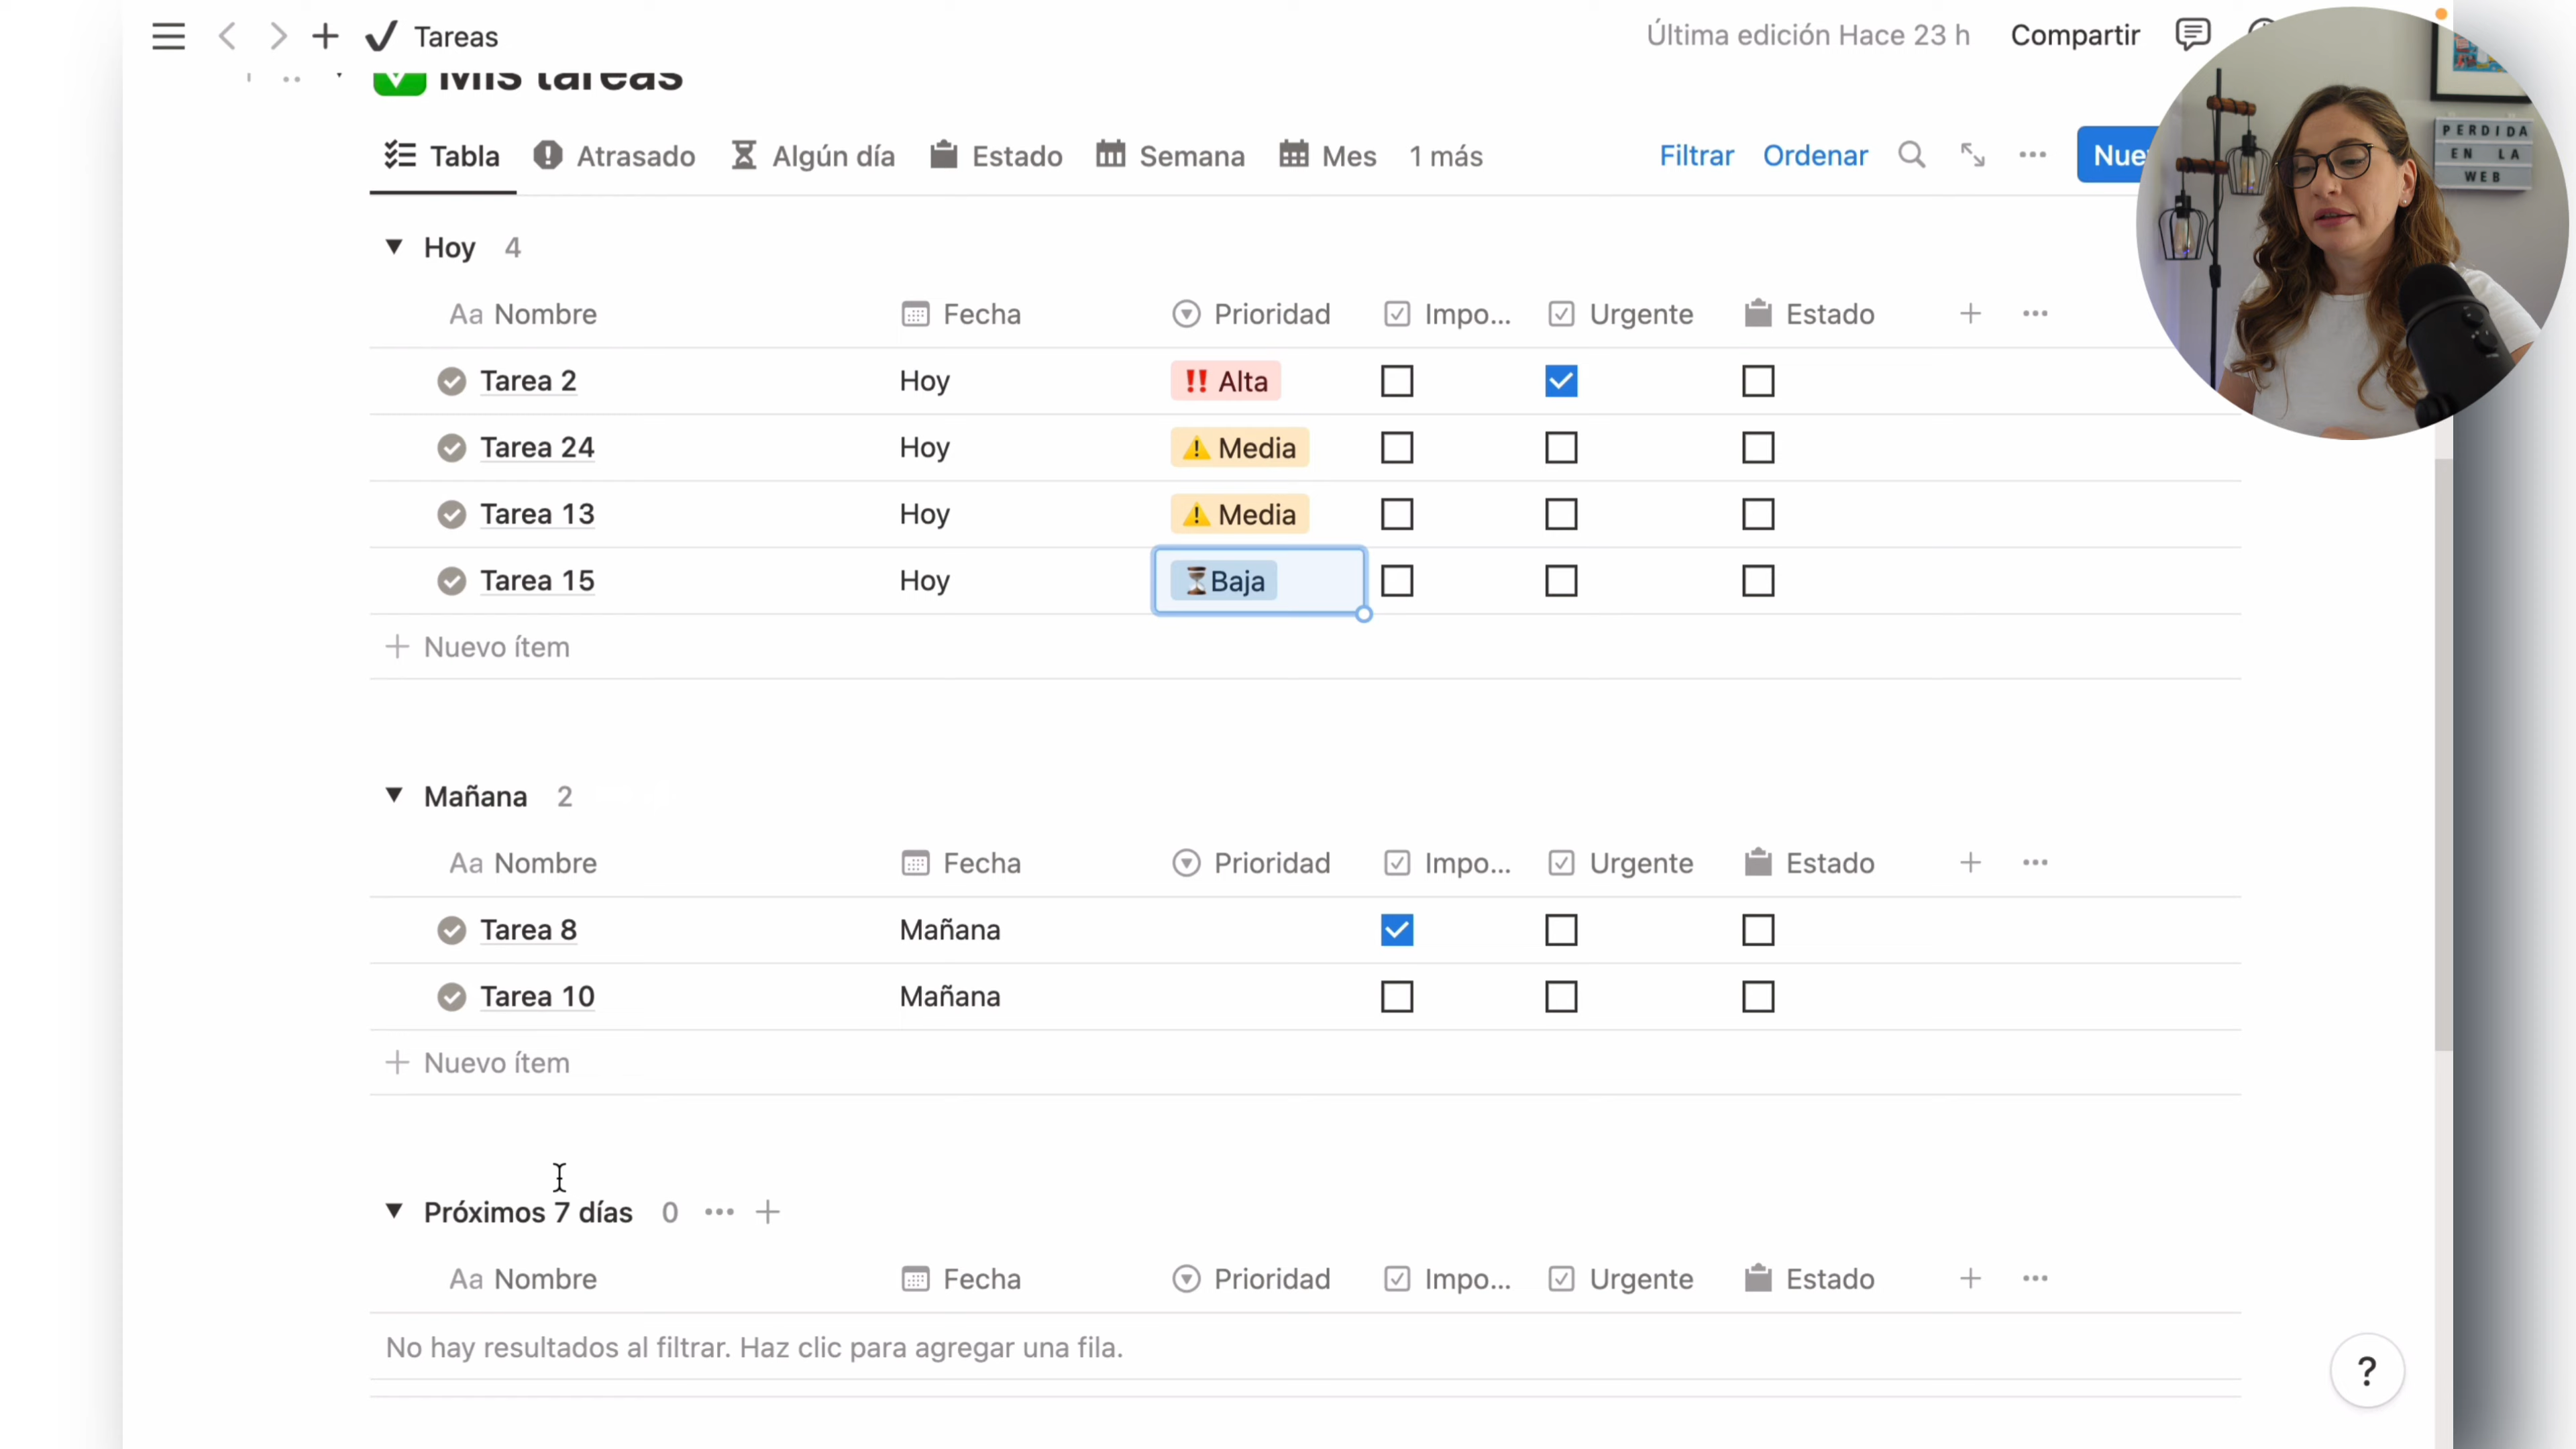 Tareas
Última edición Hace 23 h
Compartir
Mis tareas
Tabla
Atrasado
Algún día
Estado
Semana
Mes
1 más
Filtrar
Ordenar
PERDIDA
EN LA
WEB
Hoy 4
Aa Nombre Fecha Prioridad Impo... Urgente Estado
Tarea 2 Hoy !! Alta
Tarea 24 Hoy Media
Tarea 13 Hoy Media
Tarea 15 Hoy Baja
+ Nuevo ítem
Mañana 2
Aa Nombre Fecha Prioridad Impo... Urgente Estado
Tarea 8 Mañana
Tarea 10 Mañana
+ Nuevo ítem
Próximos 7 días 0
Aa Nombre Fecha Prioridad Impo... Urgente Estado
No hay resultados al filtrar. Haz clic para agregar una fila.
?